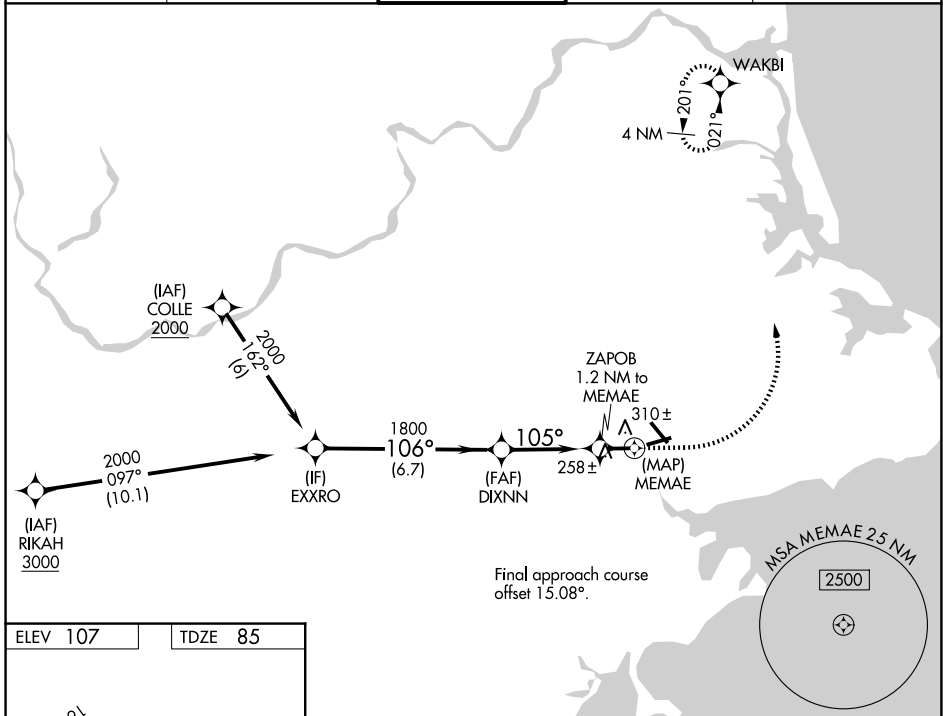 WAKBI
201°
021°
4 NM
(IAF)
COLLE
2000
2000
162°
(6)
ZAPOB
1.2 NM to
MEMAE
310±
1800
106°
(6.7)
105°
258±
(MAP)
MEMAE
2000
097°
(10.1)
(IF)
EXXRO
(FAF)
DIXNN
(IAF)
RIKAH
3000
Final approach course
offset 15.08°.
MSA MEMAE 25 NM
2500
ELEV 107
TDZE 85